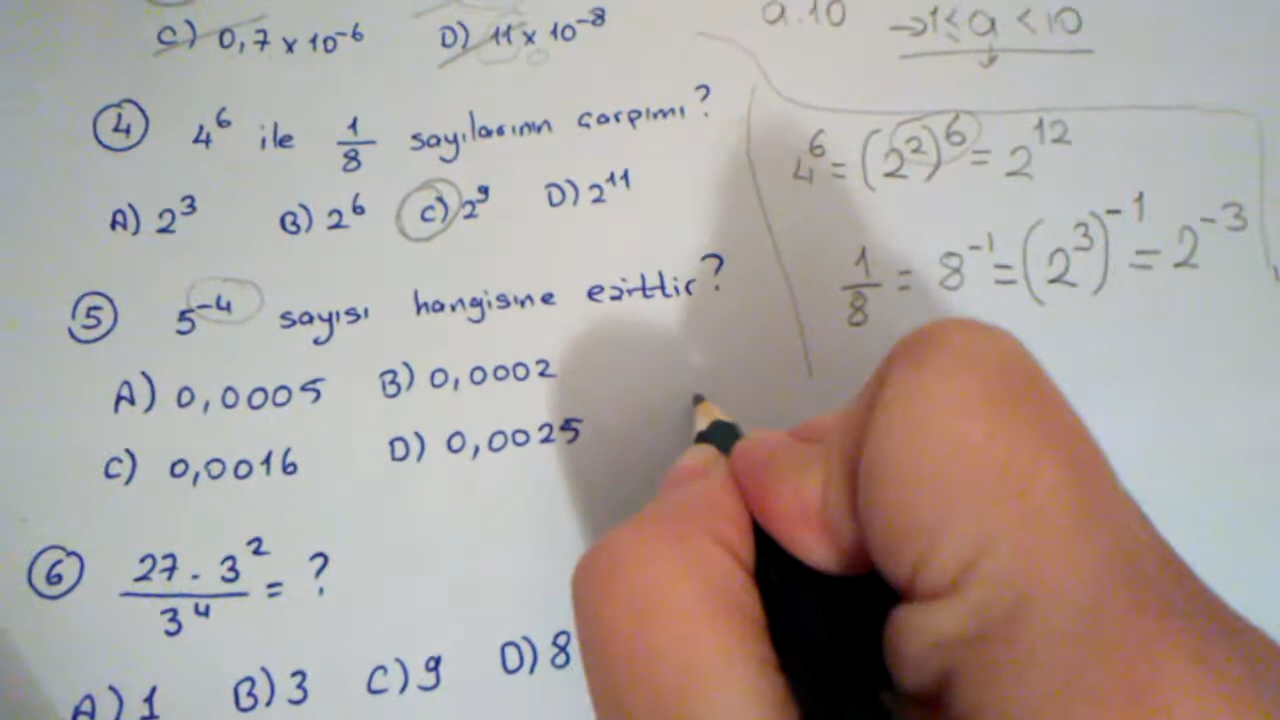 C) 0,7 x 10⁻⁶ D) 11 x 10⁻⁸
a.10 →1≤a<10
④ 4⁶ ile 1/8 sayılarının çarpımı?
A) 2³ B) 2⁶ C) 2⁹ D) 2¹¹
4⁶ = (2²)⁶ = 2¹²
1/8 = 8⁻¹ = (2³)⁻¹ = 2⁻³
⑤ 5⁻⁴ sayısı hangisine eşittir?
A) 0,0005 B) 0,0002
C) 0,0016 D) 0,0025
⑥ 27 . 3² / 3⁴ = ?
A) 1 B) 3 C) 9 D) 8